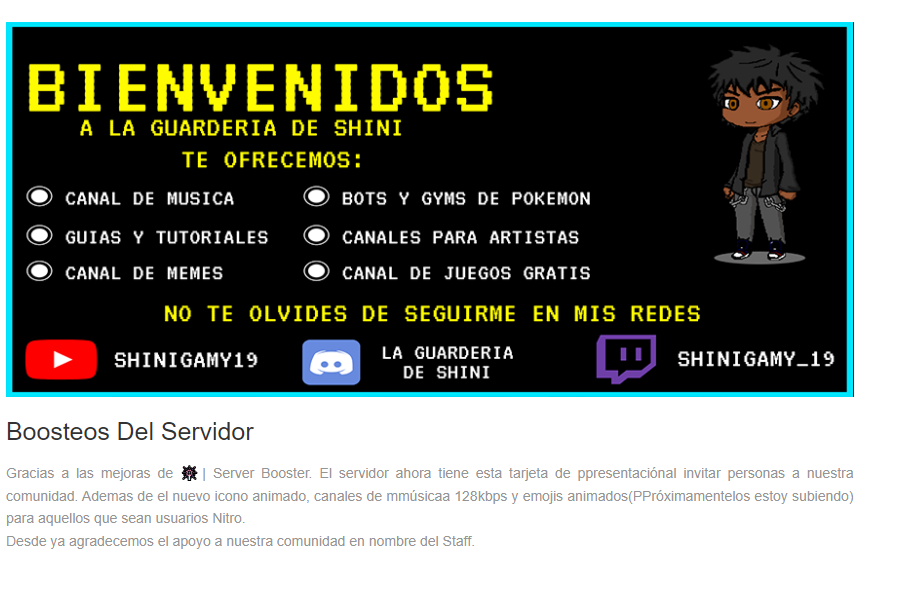 BIENVENIDOS
A LA GUARDERIA DE SHINI
TE OFRECEMOS:
CANAL DE MUSICA
BOTS Y GYMS DE POKEMON
GUIAS Y TUTORIALES
CANALES PARA ARTISTAS
CANAL DE MEMES
CANAL DE JUEGOS GRATIS
NO TE OLVIDES DE SEGUIRME EN MIS REDES
SHINIGAMY19
LA GUARDERIA
DE SHINI
SHINIGAMY_19
Boosteos Del Servidor
Gracias a las mejoras de | Server Booster. El servidor ahora tiene esta tarjeta de ppresentaciónal invitar personas a nuestra
comunidad. Ademas de el nuevo icono animado, canales de mmúsicaa 128kbps y emojis animados(PPróximamentelos estoy subiendo)
para aquellos que sean usuarios Nitro.
Desde ya agradecemos el apoyo a nuestra comunidad en nombre del Staff.